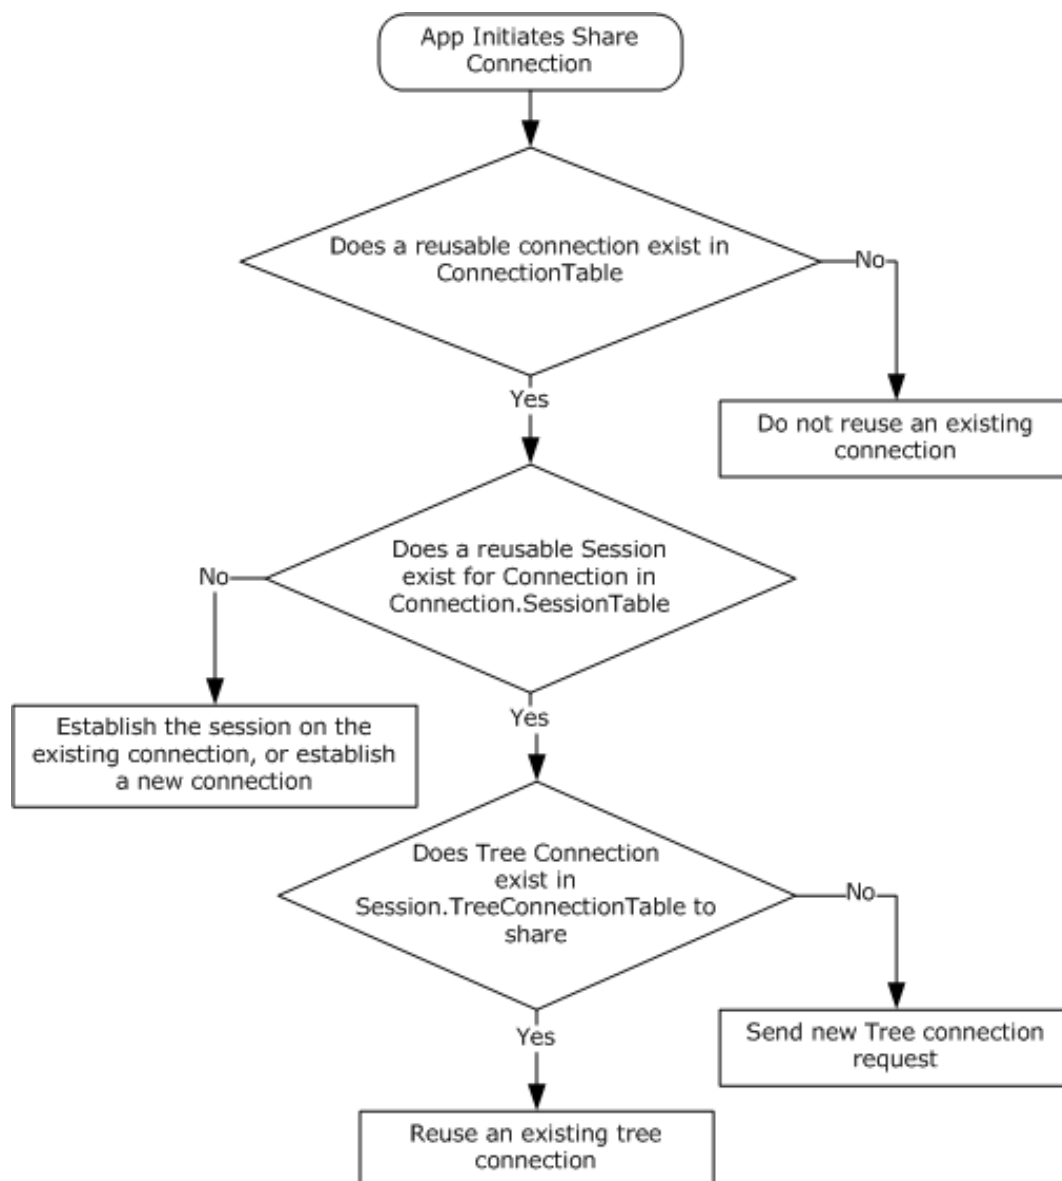 App Initiates Share
Connection
Does a reusable connection exist in
ConnectionTable
No
Yes
Do not reuse an existing
connection
Does a reusable Session
exist for Connection in
Connection.SessionTable
No
Yes
Establish the session on the
existing connection, or establish
a new connection
Does Tree Connection
exist in
Session.TreeConnectionTable to
share
No
Yes
Send new Tree connection
request
Reuse an existing tree
connection